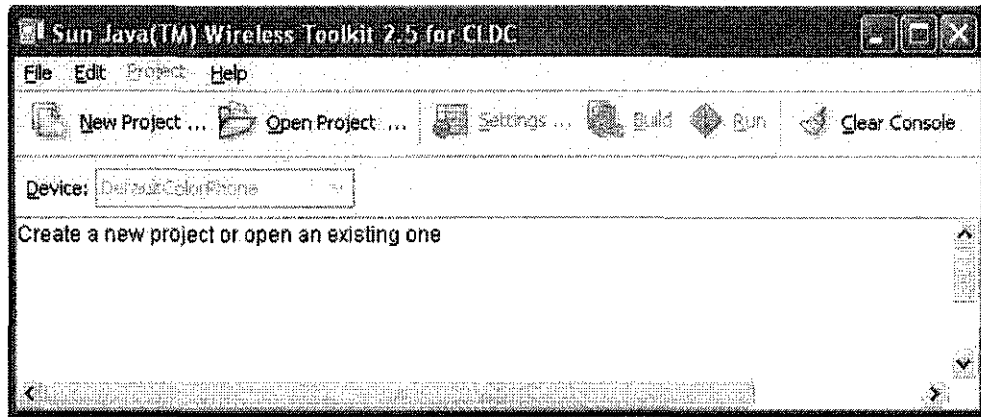 Sun Java(TM) Wireless Toolkit 2.5 for CLDC
File Edit Project Help
New Project ... Open Project ... Settings ... Build Run Clear Console
Device: DefaultColorPhone
Create a new project or open an existing one